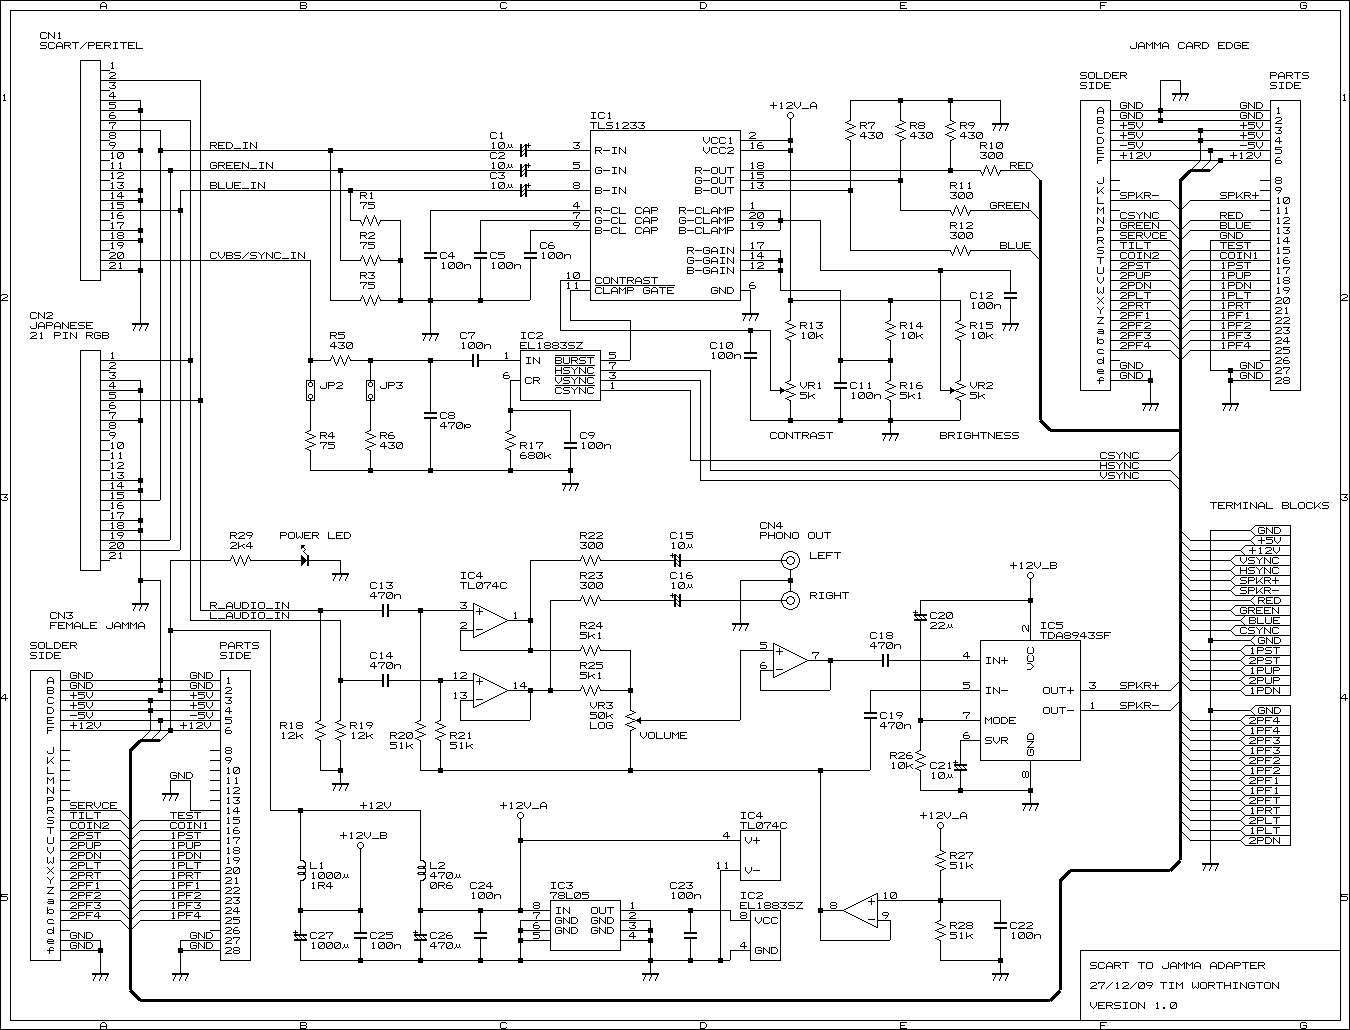 A B C D E F G
CN1
SCART/PERITEL
1
2
3
4
5
6
7
8
9
10
11
12
13
14
15
16
17
18
19
20
21
RED_IN
GREEN_IN
BLUE_IN
CVBS/SYNC_IN
C1
10µ
C2
10µ
C3
10µ
R1
75
R2
75
R3
75
C4
100n
C5
100n
C6
100n
IC1
TLS1233
3 R-IN
5 G-IN
8 B-IN
4 R-CL CAP
7 G-CL CAP
9 B-CL CAP
10 CONTRAST
11 CLAMP GATE
VCC1 2
VCC2 16
R-OUT 18
G-OUT 15
B-OUT 13
R-CLAMP 1
G-CLAMP 20
B-CLAMP 19
R-GAIN 17
G-GAIN 14
B-GAIN 12
GND 6
+12V_A
R7
430
R8
430
R9
430
R10
300
RED
R11
300
GREEN
R12
300
BLUE
C12
100n
R13
10k
R14
10k
R15
10k
C10
100n
VR1
5k
C11
100n
R16
5k1
VR2
5k
CONTRAST
BRIGHTNESS
JAMMA CARD EDGE
SOLDER
SIDE
PARTS
SIDE
A GND GND 1
B GND GND 2
C +5V +5V 3
D +5V +5V 4
E -5V -5V 5
F +12V +12V 6
J 8
K 9
L SPKR- SPKR+ 10
M 11
N CSYNC RED 12
P GREEN BLUE 13
R SERVCE GND 14
S TILT TEST 15
T COIN2 COIN1 16
U 2PST 1PST 17
V 2PUP 1PUP 18
W 2PDN 1PDN 19
X 2PLT 1PLT 20
Y 2PRT 1PRT 21
Z 2PF1 1PF1 22
a 2PF2 1PF2 23
b 2PF3 1PF3 24
c 2PF4 1PF4 25
d 26
e GND GND 27
f GND GND 28
CN2
JAPANESE
21 PIN RGB
1
2
3
4
5
6
7
8
9
10
11
12
13
14
15
16
17
18
19
20
21
R5
430
JP2
JP3
R4
75
R6
430
C7
100n
C8
470p
IC2
EL1883SZ
1 IN
6 CR
BURST 5
HSYNC 7
VSYNC 3
CSYNC 1
R17
680k
C9
100n
CSYNC
HSYNC
VSYNC
TERMINAL BLOCKS
GND
+5V
+12V
VSYNC
HSYNC
SPKR+
SPKR-
RED
GREEN
BLUE
CSYNC
GND
1PST
2PST
1PUP
2PUP
1PDN
GND
2PF4
1PF4
2PF3
1PF3
2PF2
1PF2
2PF1
1PF1
2PFT
1PRT
2PLT
1PLT
2PDN
R29
2k4
POWER LED
R_AUDIO_IN
L_AUDIO_IN
C13
470n
C14
470n
IC4
TL074C
3
2
1
12
13
14
R22
300
R23
300
R24
5k1
R25
5k1
C15
10µ
C16
10µ
CN4
PHONO OUT
LEFT
RIGHT
R18
12k
R19
12k
R20
51k
R21
51k
VR3
50k
LOG
VOLUME
5
6
7
C18
470n
C19
470n
+12V_B
C20
22µ
IC5
TDA8943SF
2 VCC
4 IN+
5 IN-
7 MODE
6 SVR
OUT+ 3 SPKR+
OUT- 1 SPKR-
GND 8
R26
10k
C21
10µ
CN3
FEMALE JAMMA
SOLDER
SIDE
PARTS
SIDE
A GND GND 1
B GND GND 2
C +5V +5V 3
D +5V +5V 4
E -5V -5V 5
F +12V +12V 6
J 8
K 9
L 10
M GND 11
N 12
P 13
R SERVCE 14
S TILT TEST 15
T COIN2 COIN1 16
U 2PST 1PST 17
V 2PUP 1PUP 18
W 2PDN 1PDN 19
X 2PLT 1PLT 20
Y 2PRT 1PRT 21
Z 2PF1 1PF1 22
a 2PF2 1PF2 23
b 2PF3 1PF3 24
c 2PF4 1PF4 25
d 26
e GND GND 27
f GND GND 28
+12V
+12V_B
L1
1000µ
1R4
L2
470µ
0R6
C27
1000µ
C25
100n
C26
470µ
C24
100n
+12V_A
IC3
78L05
8 IN OUT 1
7 GND GND 2
6 GND GND 3
5 4
C23
100n
IC4
TL074C
4 V+
11 V-
IC2
EL1883SZ
8 VCC
4 GND
8
10
9
+12V_A
R27
51k
R28
51k
C22
100n
SCART TO JAMMA ADAPTER
27/12/09 TIM WORTHINGTON
VERSION 1.0
1 2 3 4 5
1 2 3 4 5
A B C D E F G